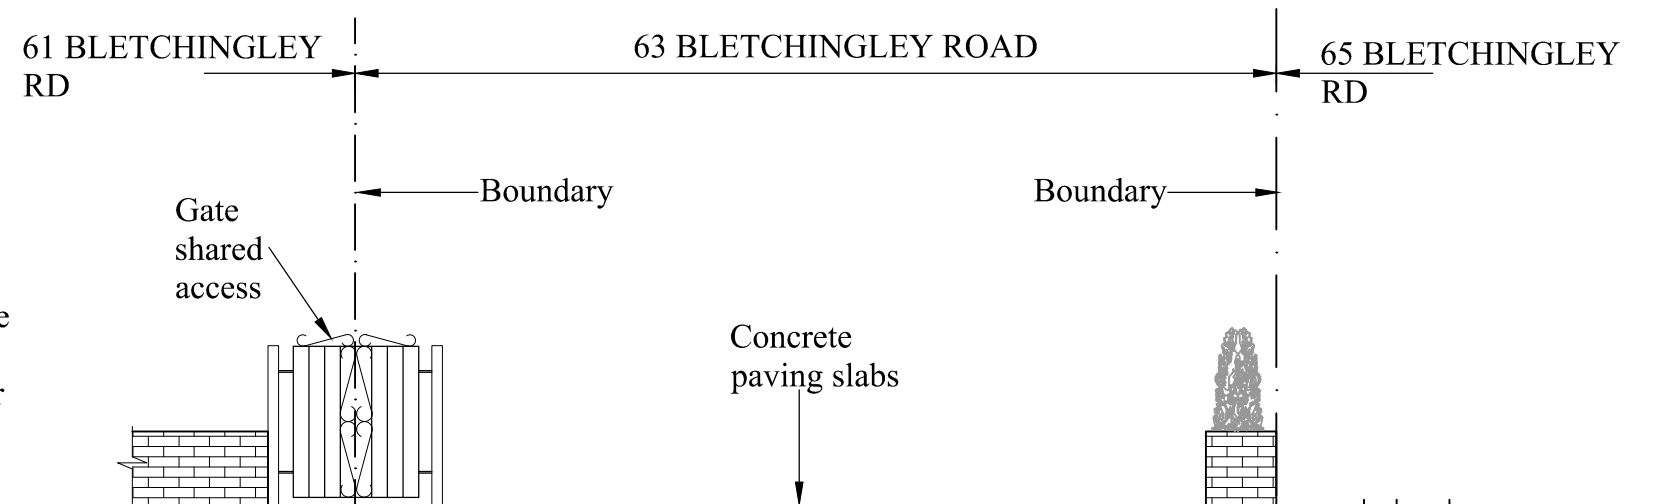 61 BLETCHINGLEY
RD
63 BLETCHINGLEY ROAD
65 BLETCHINGLEY
RD
Boundary
Boundary
Gate
shared
access
Concrete
paving slabs
e
r